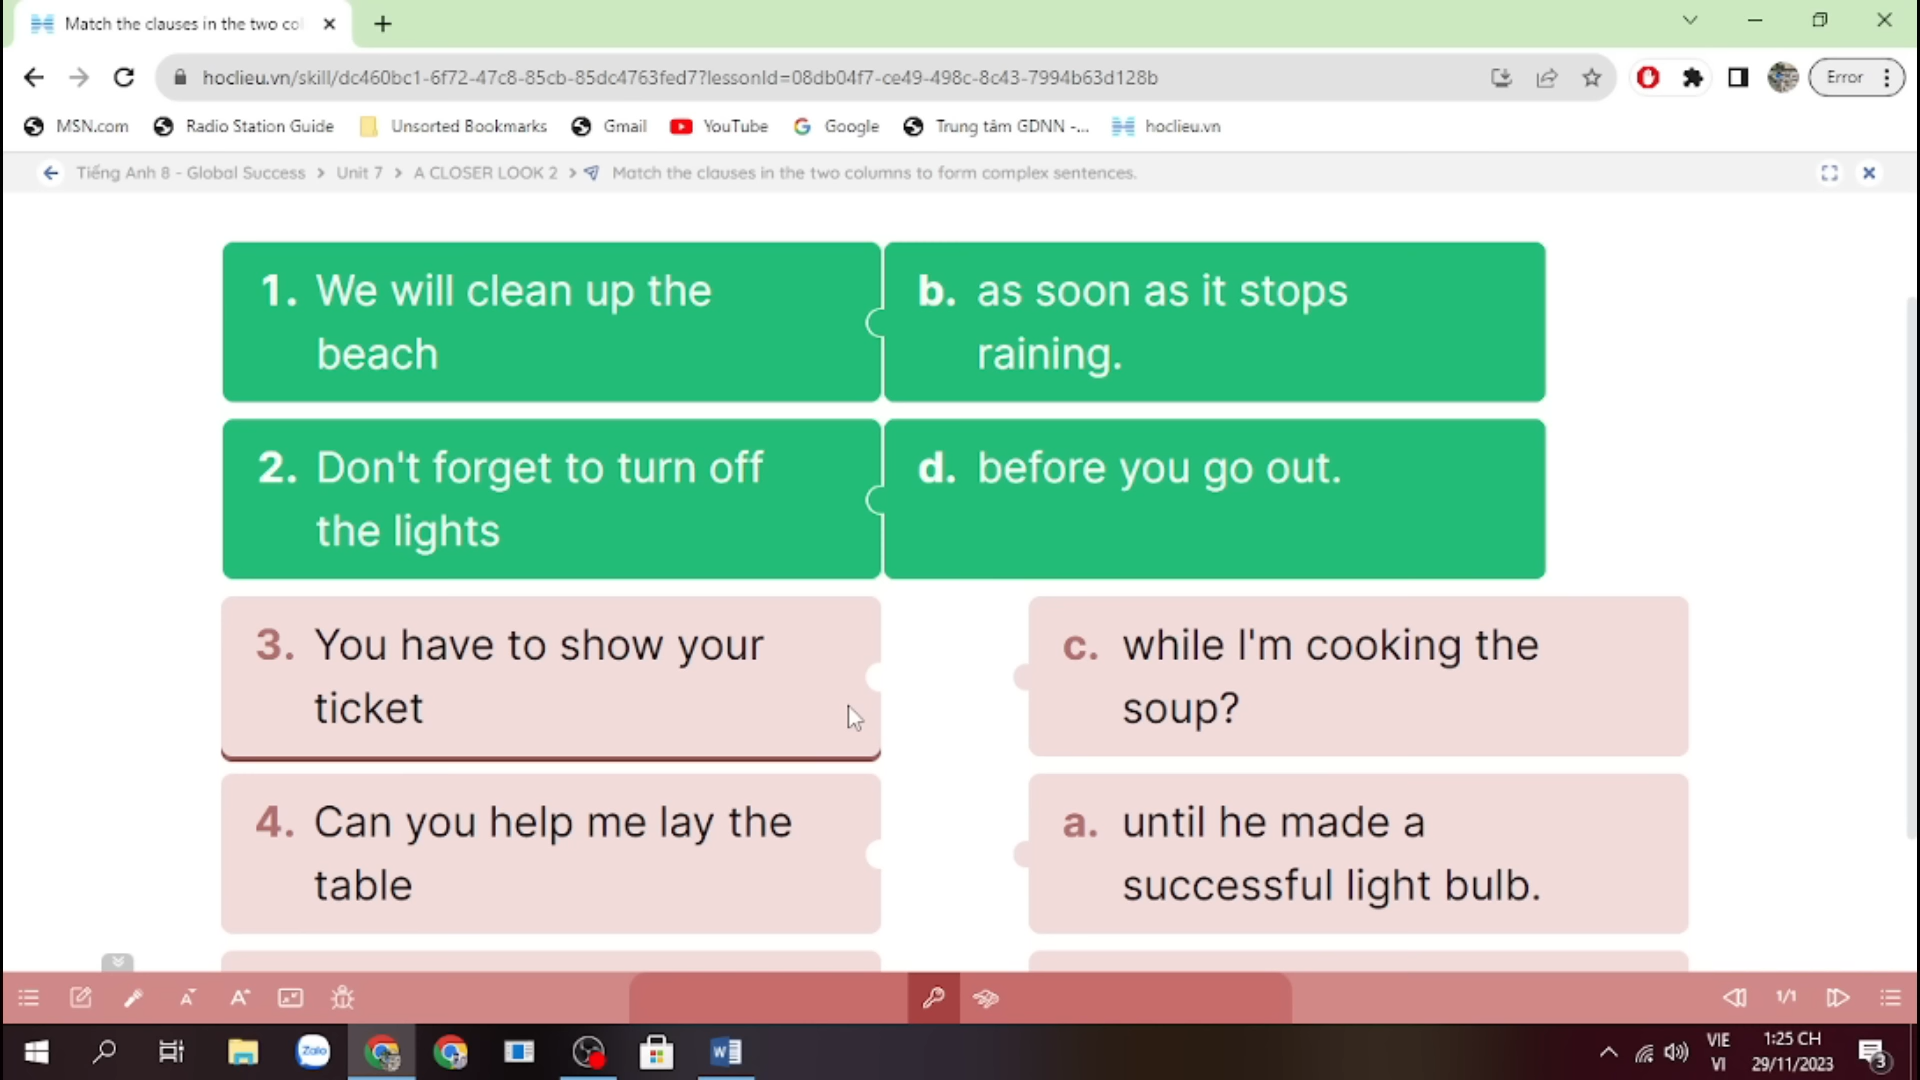 Match the clauses in the two co
hoclieu.vn/skill/dc460bc1-6f72-47c8-85cb-85dc4763fed7?lessonId=08db04f7-ce49-498c-8c43-7994b63d128b
Error
MSN.com Radio Station Guide Unsorted Bookmarks Gmail YouTube Google Trung tâm GDNN -... hoclieu.vn
Tiếng Anh 8 - Global Success > Unit 7 > A CLOSER LOOK 2 > Match the clauses in the two columns to form complex sentences.
1. We will clean up the
beach
b. as soon as it stops
raining.
2. Don't forget to turn off
the lights
d. before you go out.
3. You have to show your
ticket
c. while I'm cooking the
soup?
4. Can you help me lay the
table
a. until he made a
successful light bulb.
1/1
Zalo
VIE
VI
1:25 CH
29/11/2023
3